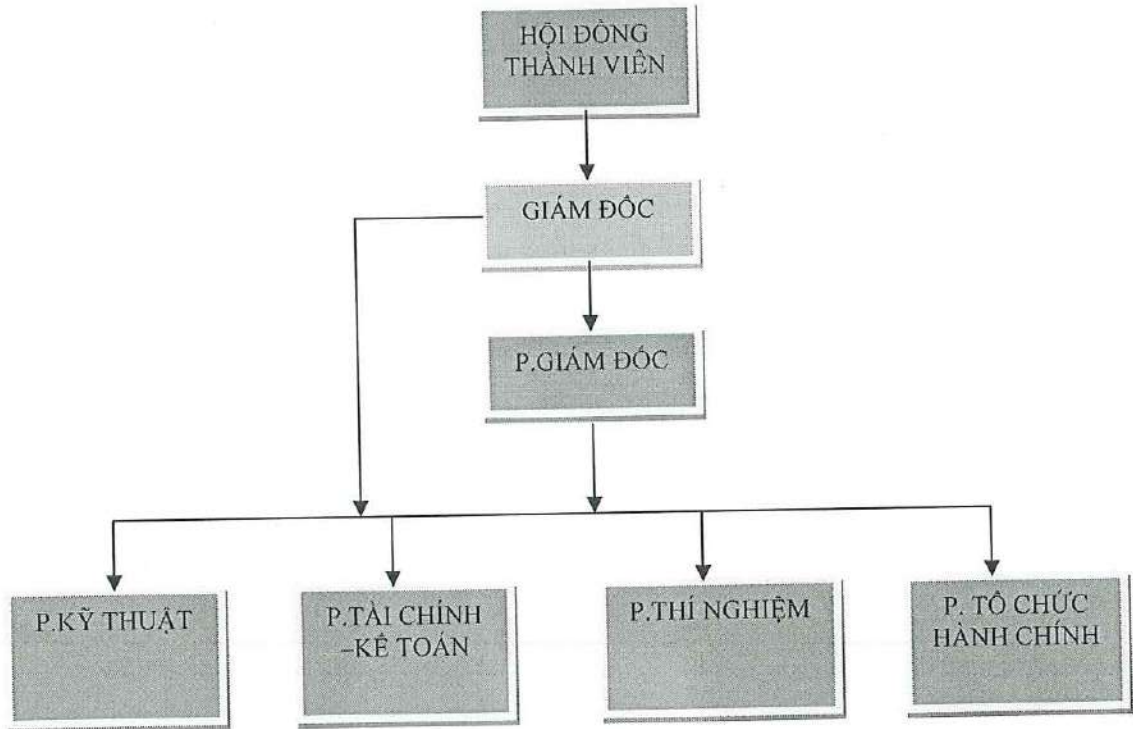 HỘI ĐỒNG
THÀNH VIÊN
GIÁM ĐỐC
P.GIÁM ĐỐC
P.KỸ THUẬT
P.TÀI CHÍNH
–KẾ TOÁN
P.THÍ NGHIỆM
P. TỔ CHỨC
HÀNH CHÍNH